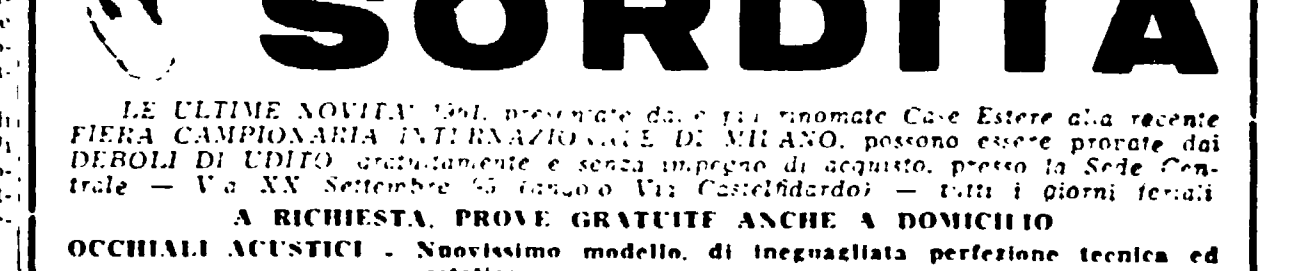 SORDITA
LE ULTIME NOVITA' 1961, presentate dalle più rinomate Case Estere alla recente
FIERA CAMPIONARIA INTERNAZIONALE DI MILANO, possono essere provate dai
DEBOLI DI UDITO gratuitamente e senza impegno di acquisto, presso la Sede Cen-
trale — Via XX Settembre 95 (angolo Via Castelfidardo) — tutti i giorni feriali
A RICHIESTA, PROVE GRATUITE ANCHE A DOMICILIO
OCCHIALI ACUSTICI - Nuovissimo modello, di ineguagliata perfezione tecnica ed